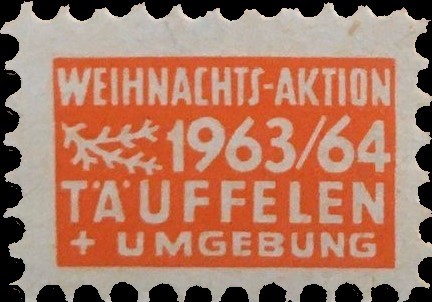 WEIHNACHTS-AKTION
1963/64
TÄUFFELEN
+ UMGEBUNG